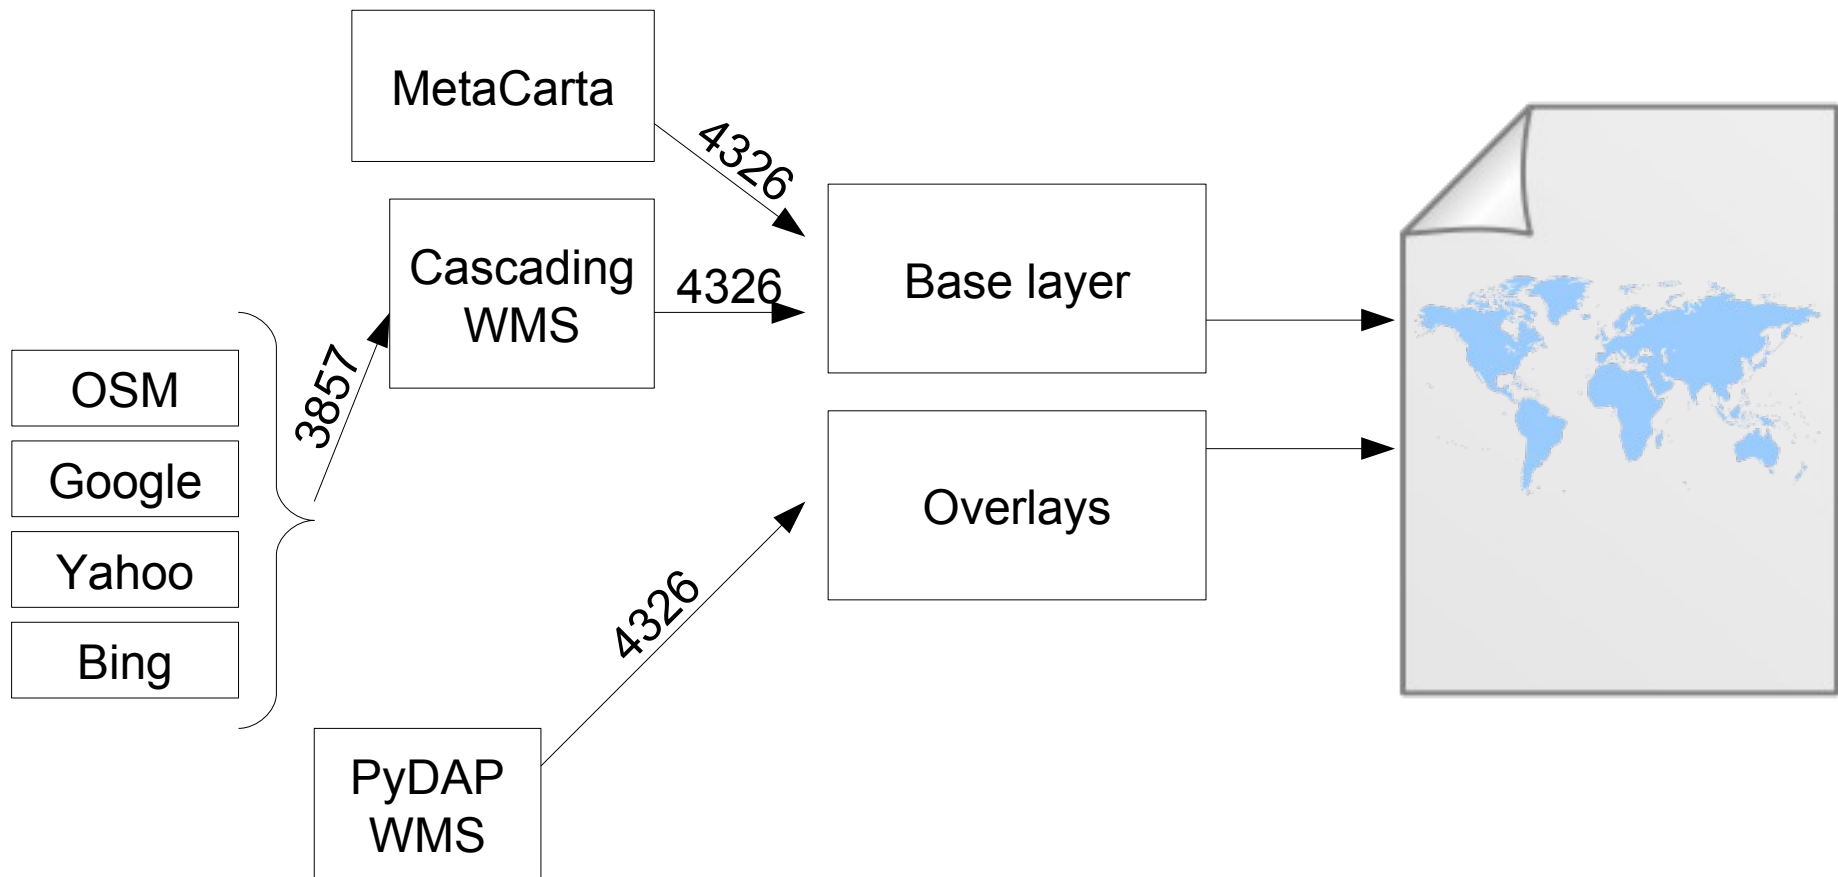 MetaCarta
4326
Cascading
WMS
4326
Base layer
3857
OSM
Google
Yahoo
Bing
Overlays
4326
PyDAP
WMS